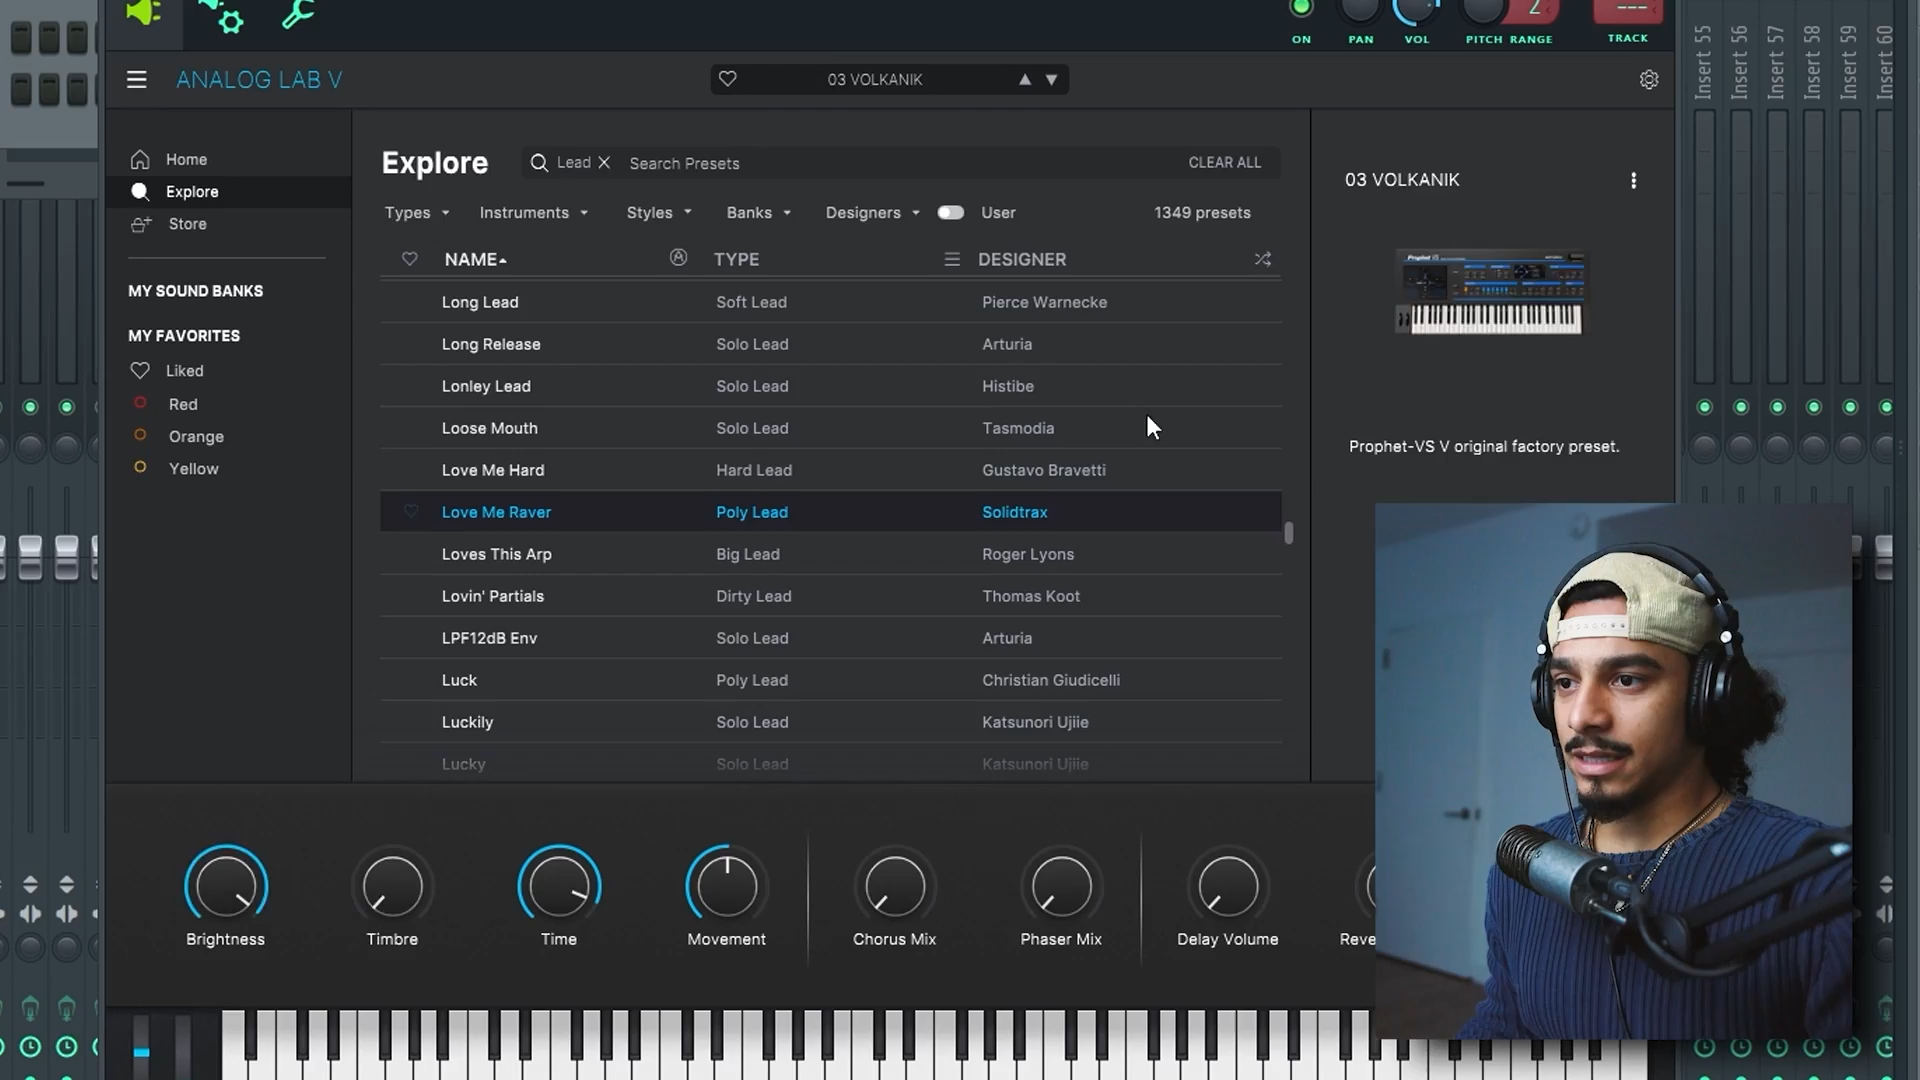 ON PAN VOL PITCH RANGE 2 --- TRACK
ANALOG LAB V
03 VOLKANIK
Home
Explore
Store
MY SOUND BANKS
MY FAVORITES
Liked
Red
Orange
Yellow
Explore Lead Search Presets CLEAR ALL
Types Instruments Styles Banks Designers User 1349 presets
NAME TYPE DESIGNER
Long Lead Soft Lead Pierce Warnecke
Long Release Solo Lead Arturia
Lonley Lead Solo Lead Histibe
Loose Mouth Solo Lead Tasmodia
Love Me Hard Hard Lead Gustavo Bravetti
Love Me Raver Poly Lead Solidtrax
Loves This Arp Big Lead Roger Lyons
Lovin' Partials Dirty Lead Thomas Koot
LPF12dB Env Solo Lead Arturia
Luck Poly Lead Christian Giudicelli
Luckily Solo Lead Katsunori Ujiie
Lucky Solo Lead Katsunori Ujiie
03 VOLKANIK
Prophet VS
Prophet-VS V original factory preset.
Brightness Timbre Time Movement Chorus Mix Phaser Mix Delay Volume Reve
Insert 55
Insert 56
Insert 57
Insert 58
Insert 59
Insert 60